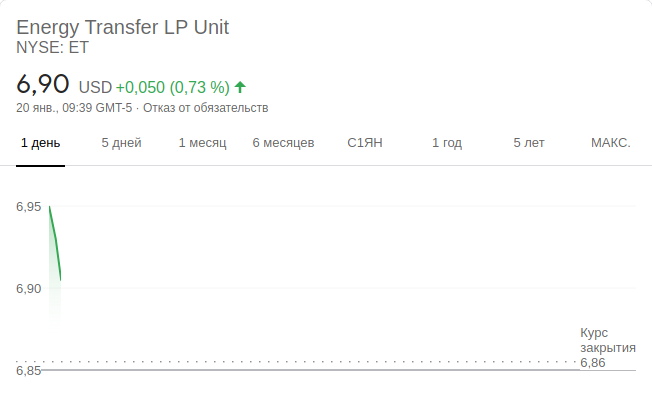 Energy Transfer LP Unit
NYSE: ET
6,90 USD +0,050 (0,73 %)
20 янв., 09:39 GMT-5 · Отказ от обязательств
1 день 5 дней 1 месяц 6 месяцев С1ЯН 1 год 5 лет МАКС.
6,95
6,90
Курс
закрытия
6,86
6,85